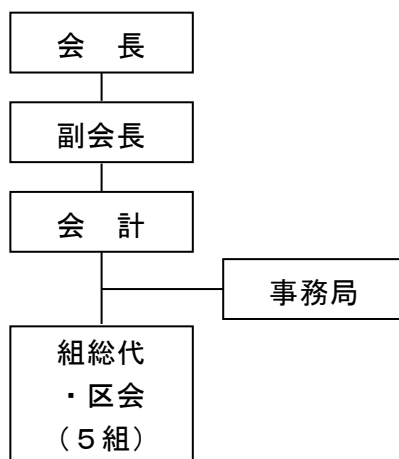 会　長
副会長
会　計
事務局
組総代
・区会
（５組）